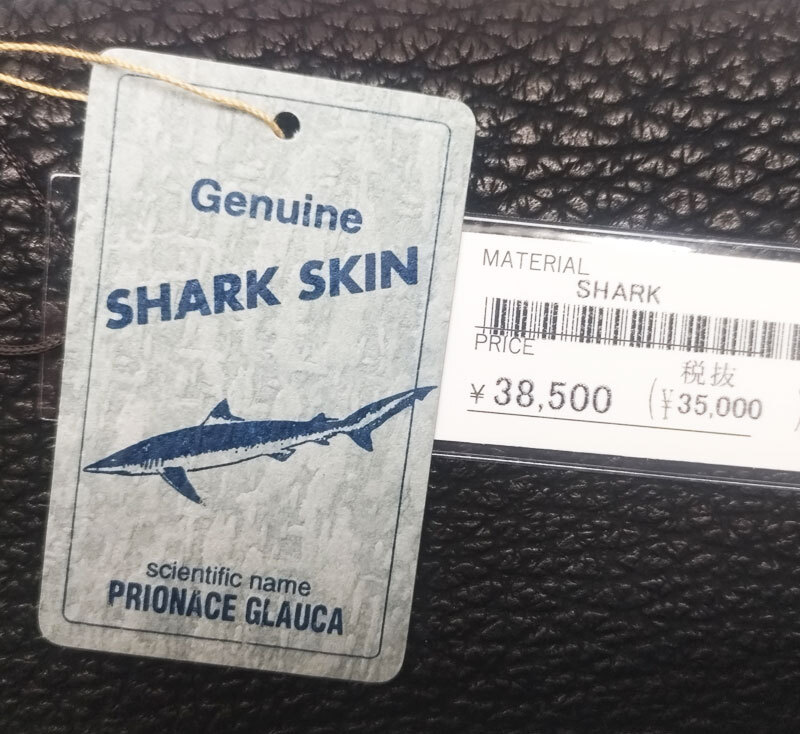 Genuine
SHARK SKIN
scientific name
PRIONACE GLAUCA
MATERIAL
SHARK
PRICE
税抜
¥38,500 (¥35,000)